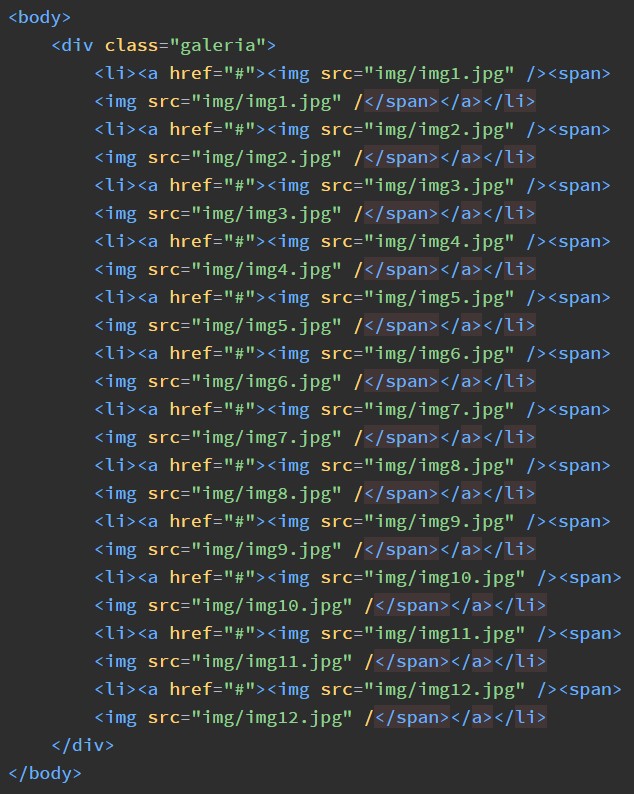 <body>
<div class="galeria">
<li><a href="#"><img src="img/img1.jpg" /><span>
<img src="img/img1.jpg" /</span></a></li>
<li><a href="#"><img src="img/img2.jpg" /><span>
<img src="img/img2.jpg" /</span></a></li>
<li><a href="#"><img src="img/img3.jpg" /><span>
<img src="img/img3.jpg" /</span></a></li>
<li><a href="#"><img src="img/img4.jpg" /><span>
<img src="img/img4.jpg" /</span></a></li>
<li><a href="#"><img src="img/img5.jpg" /><span>
<img src="img/img5.jpg" /</span></a></li>
<li><a href="#"><img src="img/img6.jpg" /><span>
<img src="img/img6.jpg" /</span></a></li>
<li><a href="#"><img src="img/img7.jpg" /><span>
<img src="img/img7.jpg" /</span></a></li>
<li><a href="#"><img src="img/img8.jpg" /><span>
<img src="img/img8.jpg" /</span></a></li>
<li><a href="#"><img src="img/img9.jpg" /><span>
<img src="img/img9.jpg" /</span></a></li>
<li><a href="#"><img src="img/img10.jpg" /><span>
<img src="img/img10.jpg" /</span></a></li>
<li><a href="#"><img src="img/img11.jpg" /><span>
<img src="img/img11.jpg" /</span></a></li>
<li><a href="#"><img src="img/img12.jpg" /><span>
<img src="img/img12.jpg" /</span></a></li>
</div>
</body>